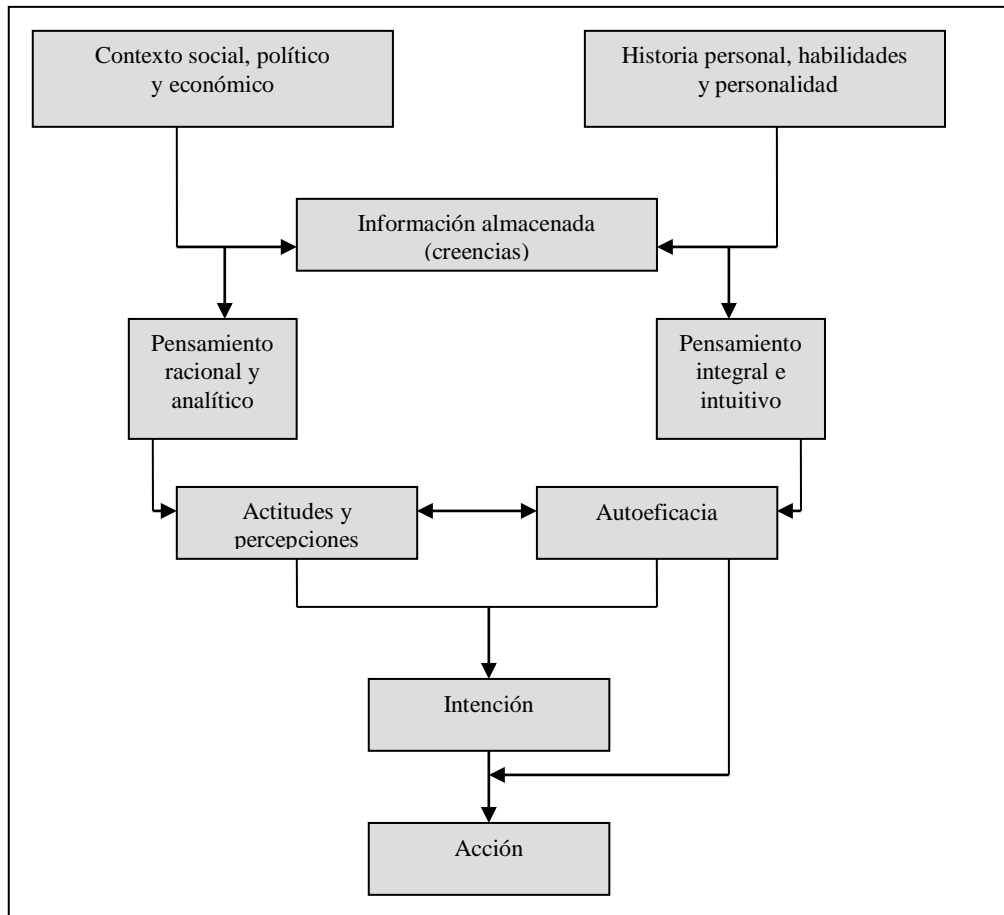 Contexto social, político
y económico
Historia personal, habilidades
y personalidad
Información almacenada
(creencias)
Pensamiento
racional y
analítico
Pensamiento
integral e
intuitivo
Actitudes y
percepciones
Autoeficacia
Intención
Acción